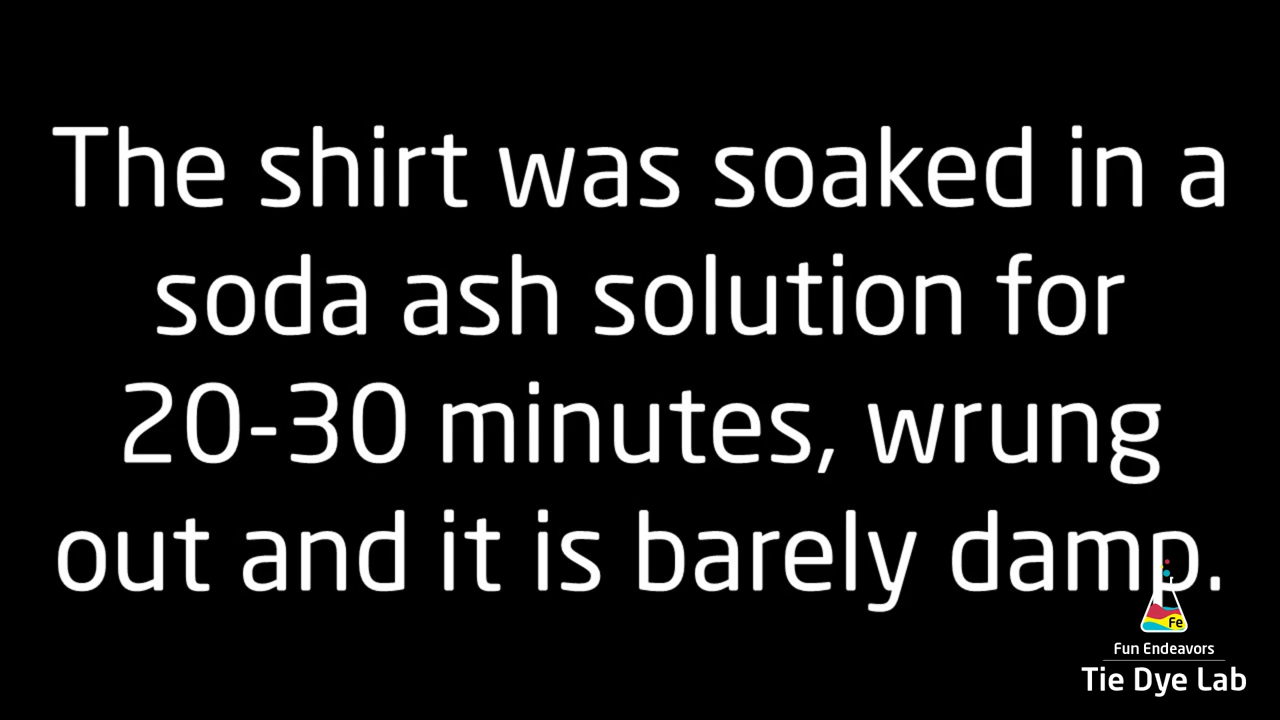 The shirt was soaked in a
soda ash solution for
20-30 minutes, wrung
out and it is barely damp.
Fe
Fun Endeavors
Tie Dye Lab